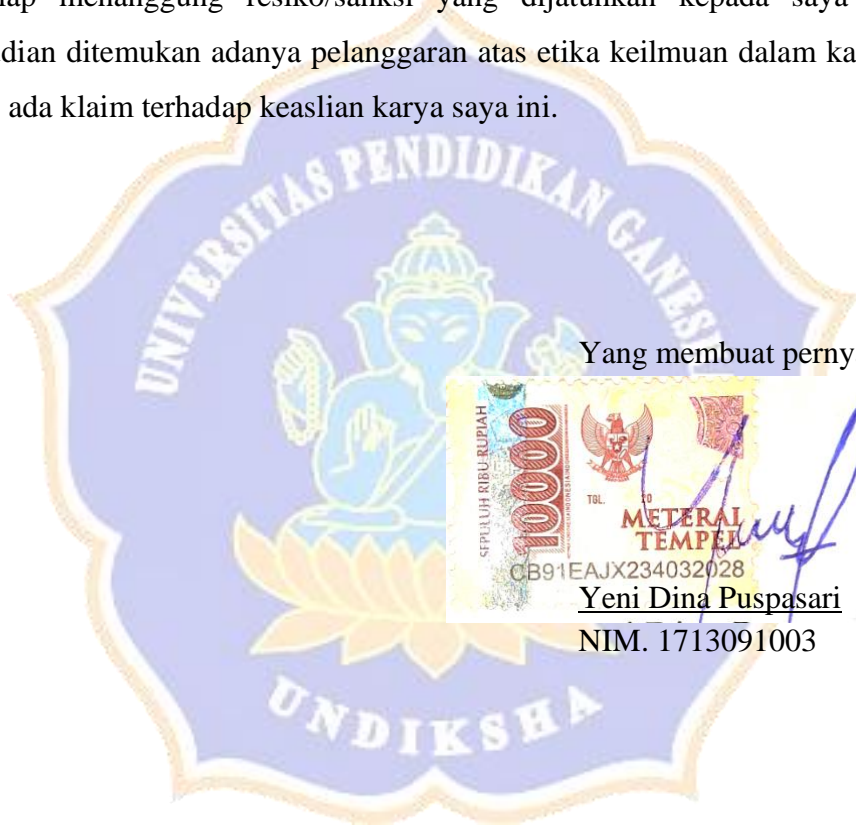 ap menanggung resiko/sanksi yang dijatuhkan kepada saya
dian ditemukan adanya pelanggaran atas etika keilmuan dalam ka
ada klaim terhadap keaslian karya saya ini.
UNIVERSITAS PENDIDIKAN GANES
Yang membuat perny
SEPULUH RIBU RUPIAH
10000
TGL. 20
METERAI
TEMPEL
CB91EAJX234032028
Yeni Dina Puspasari
NIM. 1713091003
UNDIKSHA